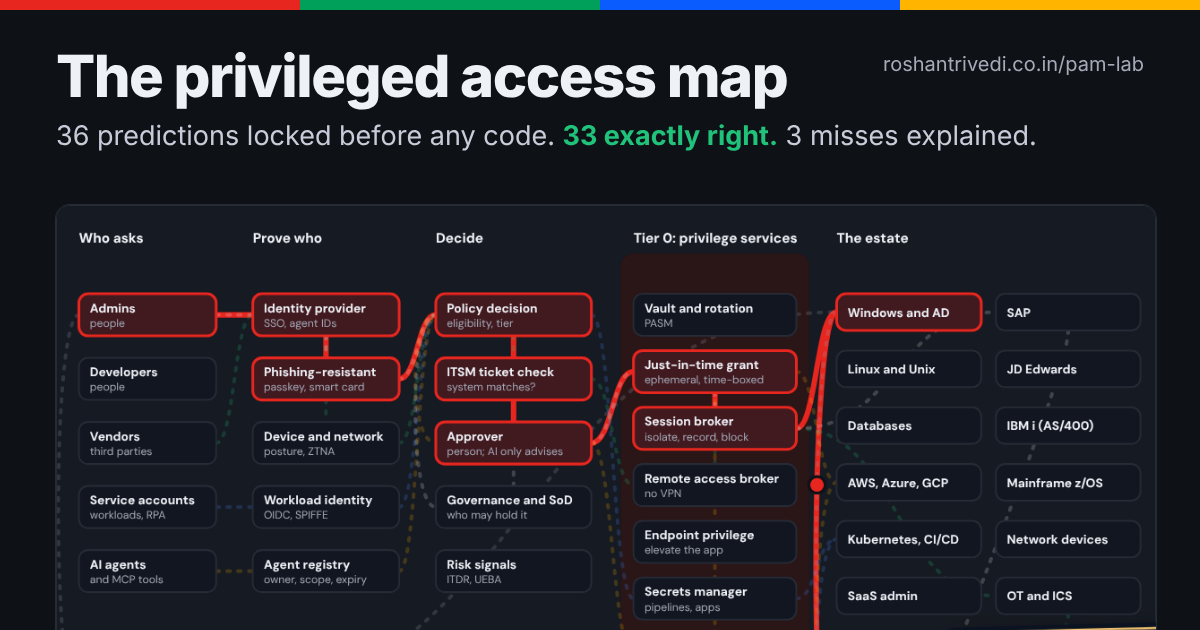 The privileged access map
roshantrivedi.co.in/pam-lab
36 predictions locked before any code. 33 exactly right. 3 misses explained.
Who asks
Prove who
Decide
Tier 0: privilege services
The estate
Admins
people
Identity provider
SSO, agent IDs
Policy decision
eligibility, tier
Vault and rotation
PASM
Windows and AD
SAP
Developers
people
Phishing-resistant
passkey, smart card
ITSM ticket check
system matches?
Just-in-time grant
ephemeral, time-boxed
Linux and Unix
JD Edwards
Vendors
third parties
Device and network
posture, ZTNA
Approver
person; AI only advises
Session broker
isolate, record, block
Databases
IBM i (AS/400)
Service accounts
workloads, RPA
Workload identity
OIDC, SPIFFE
Governance and SoD
who may hold it
Remote access broker
no VPN
AWS, Azure, GCP
Mainframe z/OS
AI agents
and MCP tools
Agent registry
owner, scope, expiry
Risk signals
ITDR, UEBA
Endpoint privilege
elevate the app
Kubernetes, CI/CD
Network devices
Secrets manager
pipelines, apps
SaaS admin
OT and ICS